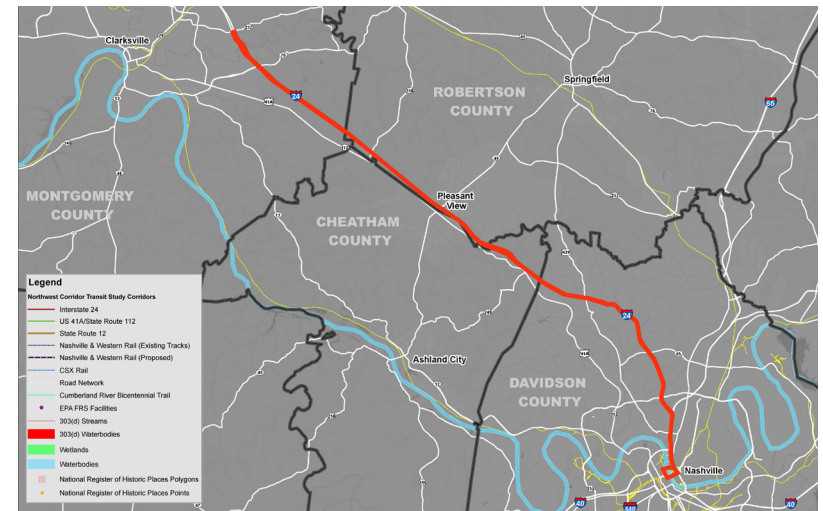 Clarksville
24
41A
ROBERTSON
COUNTY
Springfield
65
MONTGOMERY
COUNTY
Pleasant
View
CHEATHAM
COUNTY
24
Ashland City
DAVIDSON
COUNTY
Nashville
40
440
40
Legend
Northwest Corridor Transit Study Corridors
Interstate 24
US 41A/State Route 112
State Route 12
Nashville & Western Rail (Existing Tracks)
Nashville & Western Rail (Proposed)
CSX Rail
Road Network
Cumberland River Bicentennial Trail
EPA FRS Facilities
303(d) Streams
303(d) Waterbodies
Wetlands
Waterbodies
National Register of Historic Places Polygons
National Register of Historic Places Points